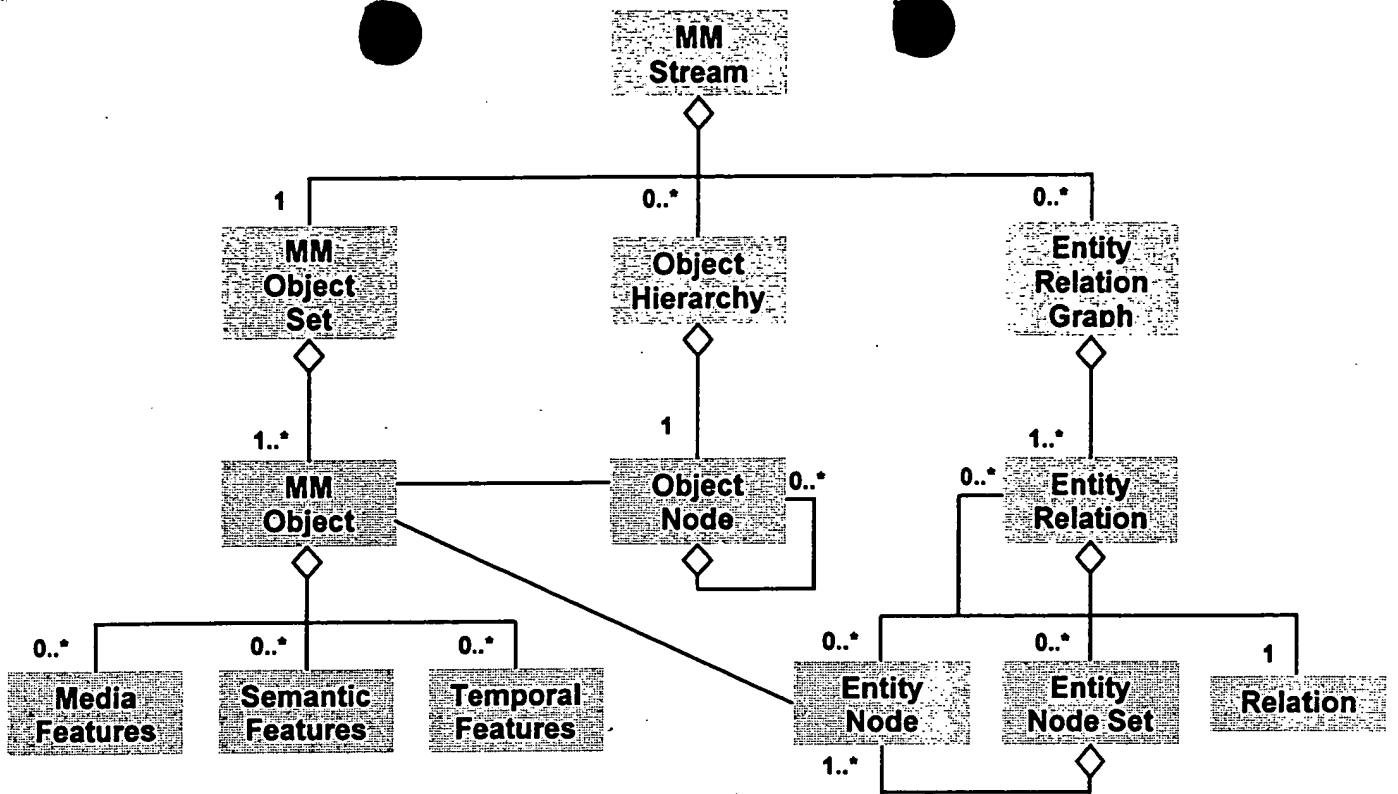 MM
Stream
1
0..*
0..*
MM
Object
Set
Object
Hierarchy
Entity
Relation
Graph
1..*
1
1..*
MM
Object
Object
Node
0..*
0..*
Entity
Relation
0..*
0..*
0..*
0..*
0..*
1
Media
Features
Semantic
Features
Temporal
Features
Entity
Node
Entity
Node Set
Relation
1..*